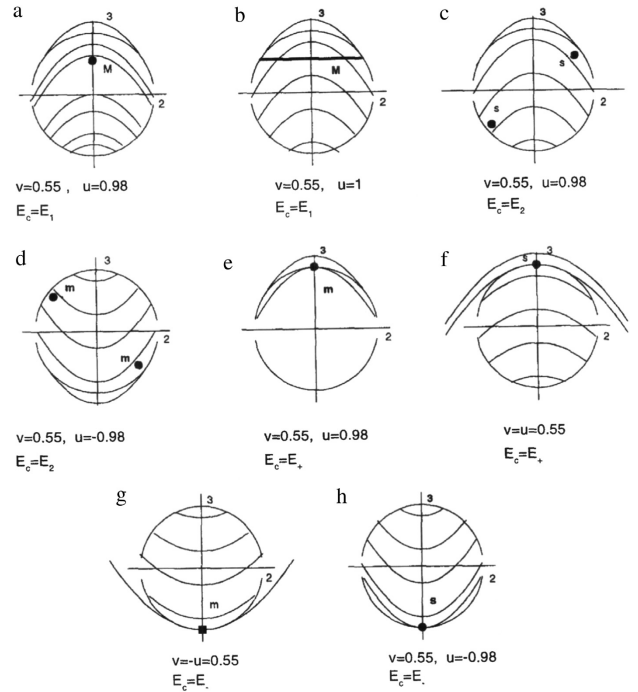 a
3
M
2
v=0.55 , u=0.98
E_c=E_1
b
3
M
2
v=0.55, u=1
E_c=E_1
c
3
s
s
2
v=0.55, u=0.98
E_c=E_2
d
3
m
m
2
v=0.55, u=-0.98
E_c=E_2
e
3
m
2
v=0.55, u=0.98
E_c=E_+
f
s
3
2
v=u=0.55
E_c=E_+
g
3
2
m
v=-u=0.55
E_c=E_-
h
3
2
s
v=0.55, u=-0.98
E_c=E_-